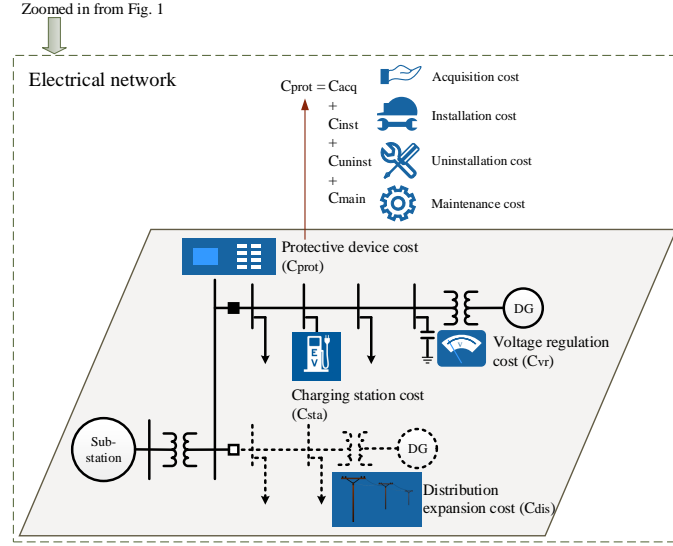 Zoomed in from Fig. 1
Electrical network
Cprot = Cacq
+
Cinst
+
Cuninst
+
Cmain
Acquisition cost
Installation cost
Uninstallation cost
Maintenance cost
Protective device cost
(Cprot)
DG
V
Voltage regulation
cost (Cvr)
EV
Charging station cost
(Csta)
Sub-
station
DG
Distribution
expansion cost (Cdis)